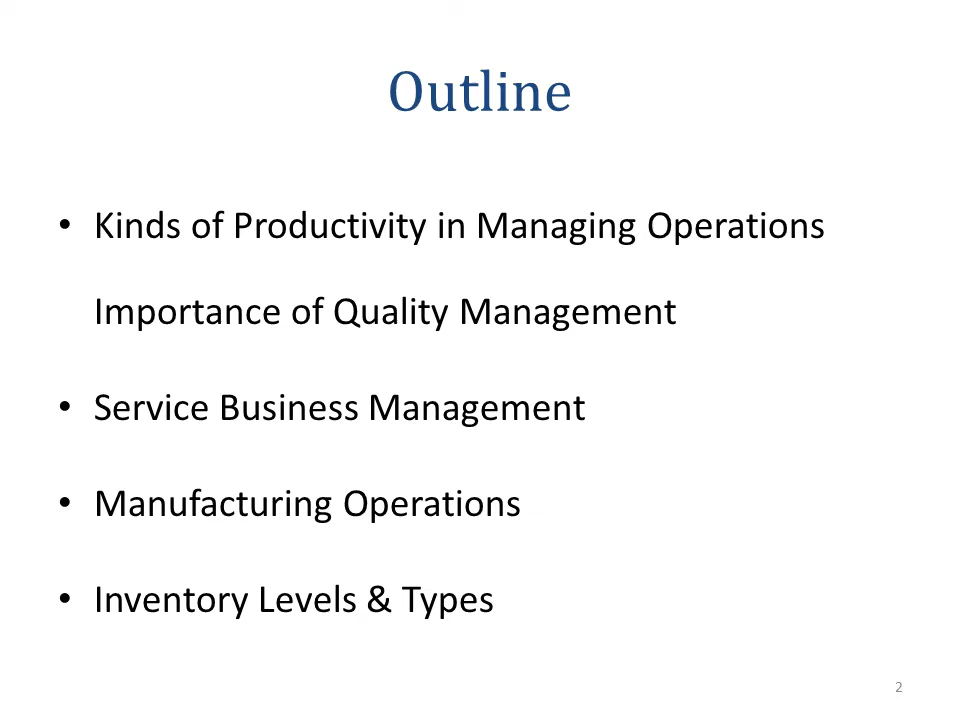 Outline
• Kinds of Productivity in Managing Operations
Importance of Quality Management
• Service Business Management
• Manufacturing Operations
• Inventory Levels & Types
2